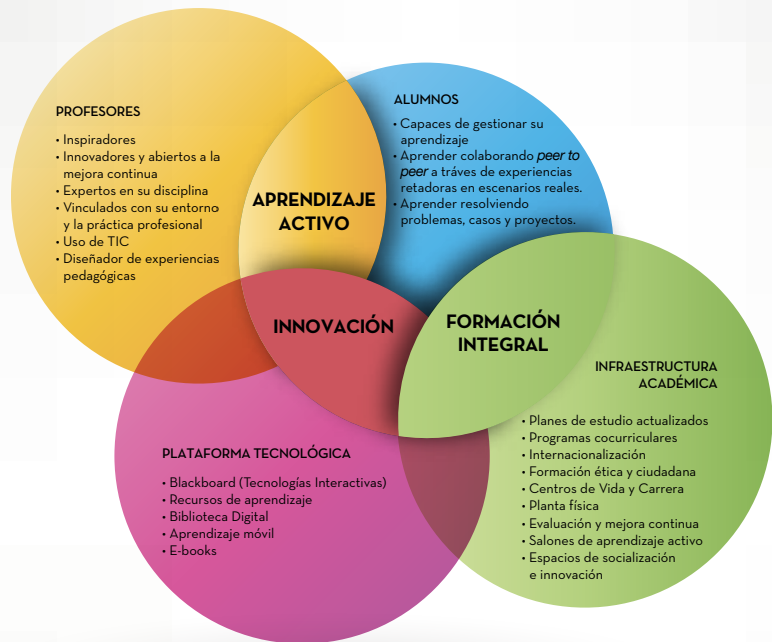 PROFESORES
• Inspiradores
• Innovadores y abiertos a la
mejora continua
• Expertos en su disciplina
• Vinculados con su entorno
y la práctica profesional
• Uso de TIC
• Diseñador de experiencias
pedagógicas
APRENDIZAJE
ACTIVO
ALUMNOS
• Capaces de gestionar su
aprendizaje
• Aprender colaborando peer to
peer a tráves de experiencias
retadoras en escenarios reales.
• Aprender resolviendo
problemas, casos y proyectos.
INNOVACIÓN
FORMACIÓN
INTEGRAL
PLATAFORMA TECNOLÓGICA
• Blackboard (Tecnologías Interactivas)
• Recursos de aprendizaje
• Biblioteca Digital
• Aprendizaje móvil
• E-books
INFRAESTRUCTURA
ACADÉMICA
• Planes de estudio actualizados
• Programas cocurriculares
• Internacionalización
• Formación ética y ciudadana
• Centros de Vida y Carrera
• Planta física
• Evaluación y mejora continua
• Salones de aprendizaje activo
• Espacios de socialización
e innovación